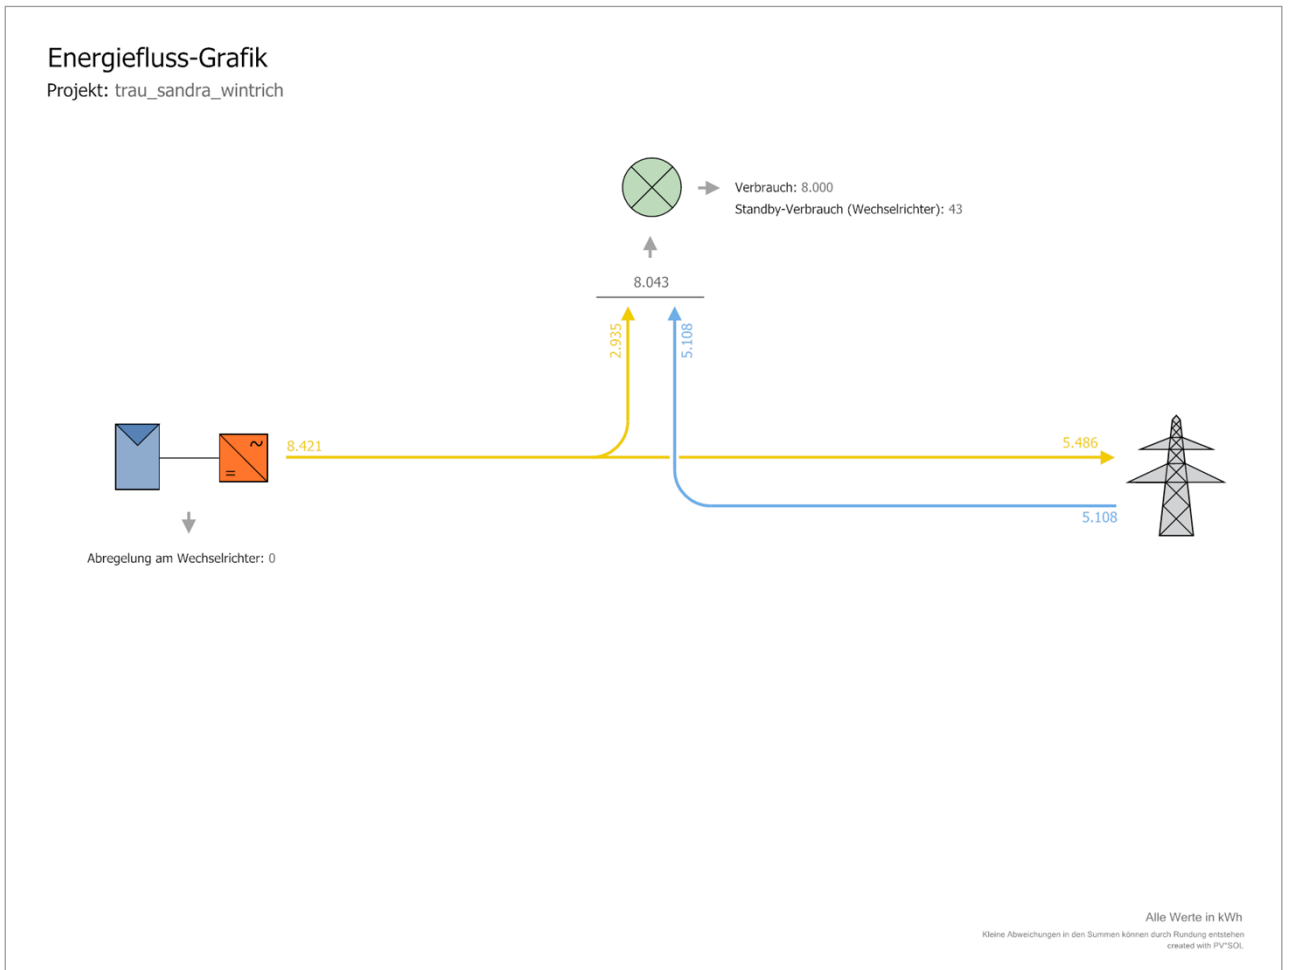 Energiefluss-Grafik
Projekt: trau_sandra_wintrich
Verbrauch: 8.000
Standby-Verbrauch (Wechselrichter): 43
8.043
2.935
5.108
8.421
5.486
5.108
Abregelung am Wechselrichter: 0
Alle Werte in kWh
Kleine Abweichungen in den Summen können durch Rundung entstehen
created with PV*SOL